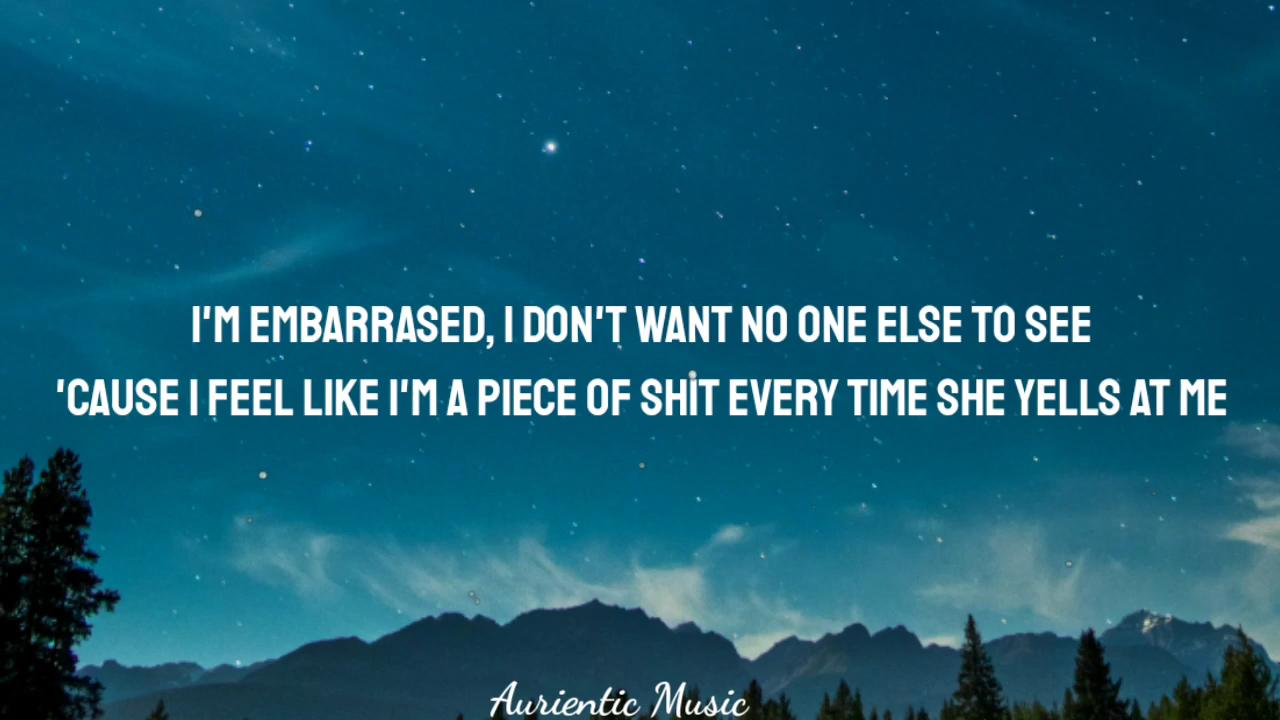 I'M EMBARRASED, I DON'T WANT NO ONE ELSE TO SEE
'CAUSE I FEEL LIKE I'M A PIECE OF SHIT EVERY TIME SHE YELLS AT ME
Aurientic Music